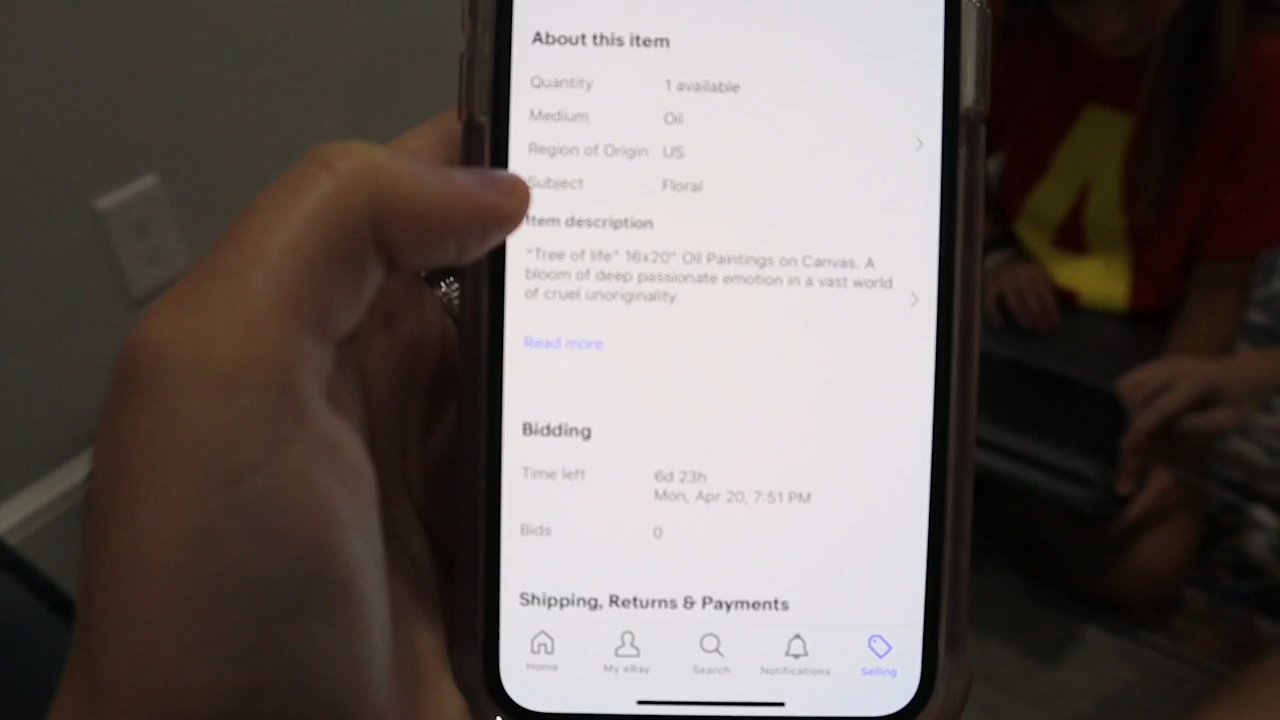 About this item
Quantity 1 available
Medium Oil
Region of Origin US
Subject Floral
Item description
"Tree of life" 16x20" Oil Paintings on Canvas. A
bloom of deep passionate emotion in a vast world
of cruel unoriginality.
Read more
Bidding
Time left 6d 23h
Mon, Apr 20, 7:51 PM
Bids 0
Shipping, Returns & Payments
Home My eBay Search Notifications Selling